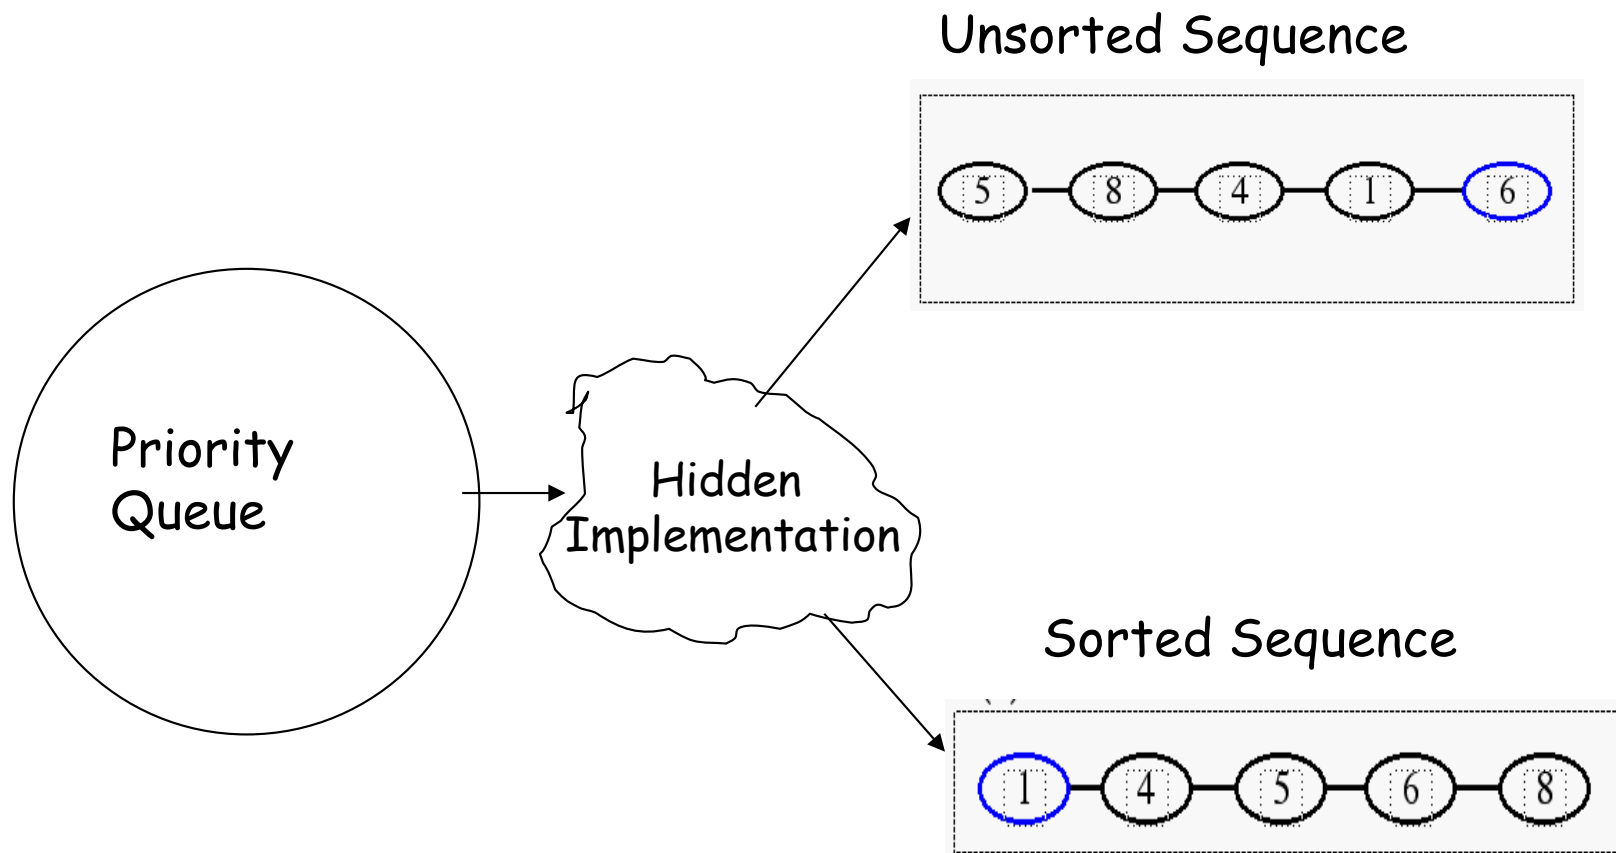 Unsorted Sequence
5 8 4 1 6
Priority
Queue
Hidden
Implementation
Sorted Sequence
1 4 5 6 8